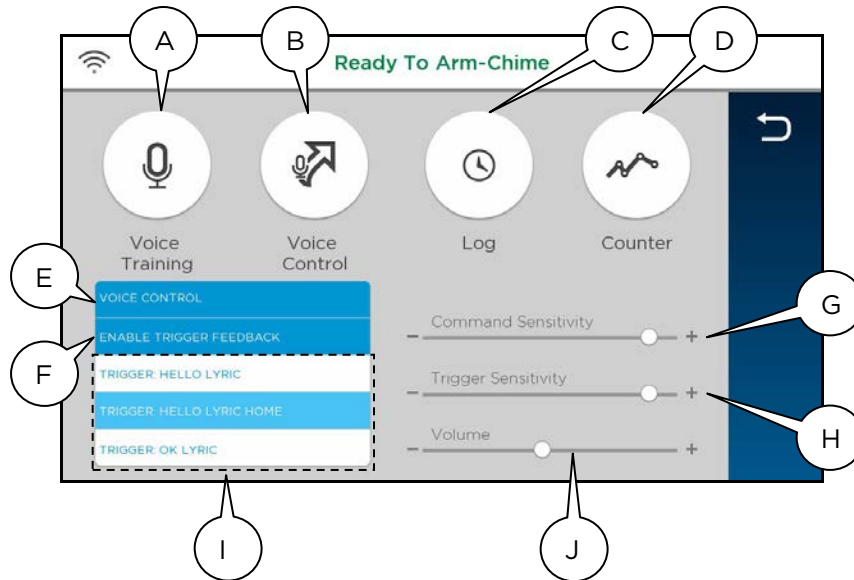 A
B
C
D
Ready To Arm-Chime
Voice
Training
Voice
Control
Log
Counter
E
VOICE CONTROL
F
ENABLE TRIGGER FEEDBACK
TRIGGER: HELLO LYRIC
TRIGGER: HELLO LYRIC HOME
TRIGGER: OK LYRIC
Command Sensitivity
- +
G
Trigger Sensitivity
- +
H
Volume
- +
I
J